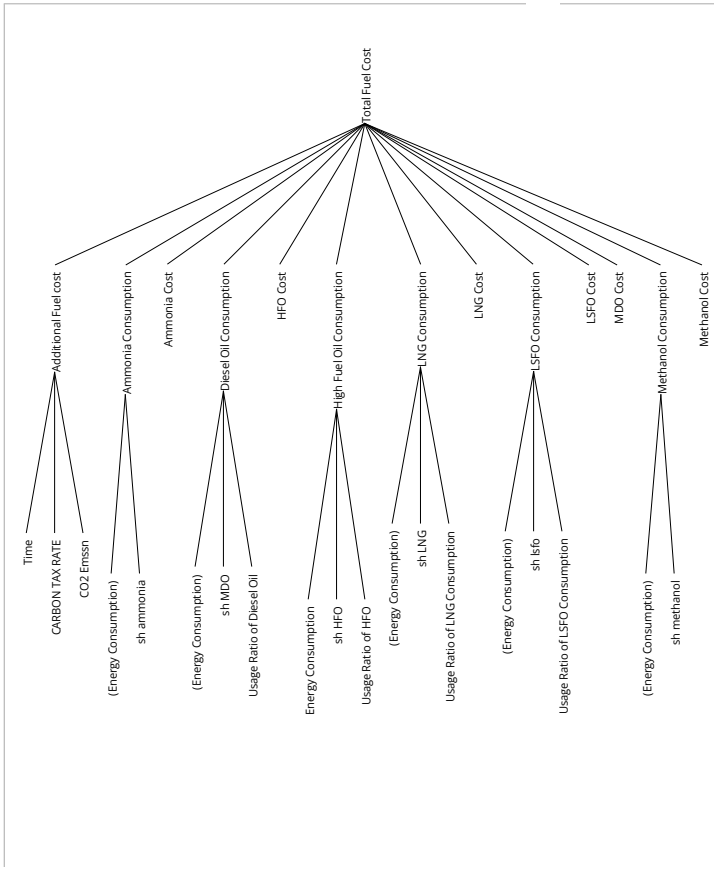 Total Fuel Cost
Additional Fuel cost
Ammonia Consumption
Ammonia Cost
Diesel Oil Consumption
HFO Cost
High Fuel Oil Consumption
LNG Consumption
LNG Cost
LSFO Consumption
LSFO Cost
MDO Cost
Methanol Consumption
Methanol Cost
Time
CARBON TAX RATE
CO2 Emssn
(Energy Consumption)
sh ammonia
(Energy Consumption)
sh MDO
Usage Ratio of Diesel Oil
Energy Consumption
sh HFO
Usage Ratio of HFO
(Energy Consumption)
sh LNG
Usage Ratio of LNG Consumption
(Energy Consumption)
sh lsfo
Usage Ratio of LSFO Consumption
(Energy Consumption)
sh methanol